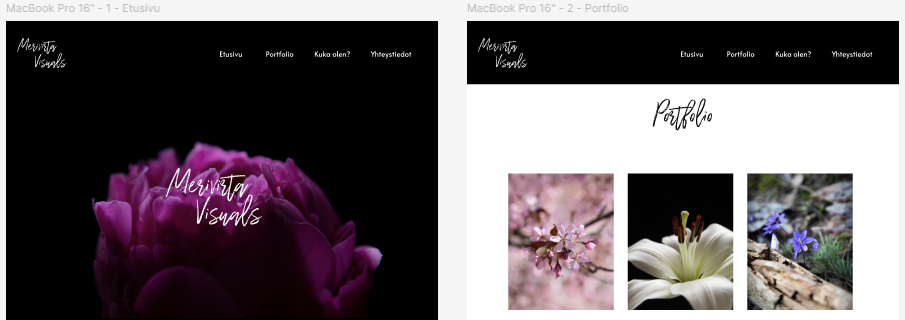 MacBook Pro 16" - 1 - Etusivu
Merivirta
Visuals
Etusivu Portfolio Kuka olen? Yhteystiedot
Merivirta
Visuals
MacBook Pro 16" - 2 - Portfolio
Merivirta
Visuals
Etusivu Portfolio Kuka olen? Yhteystiedot
Portfolio